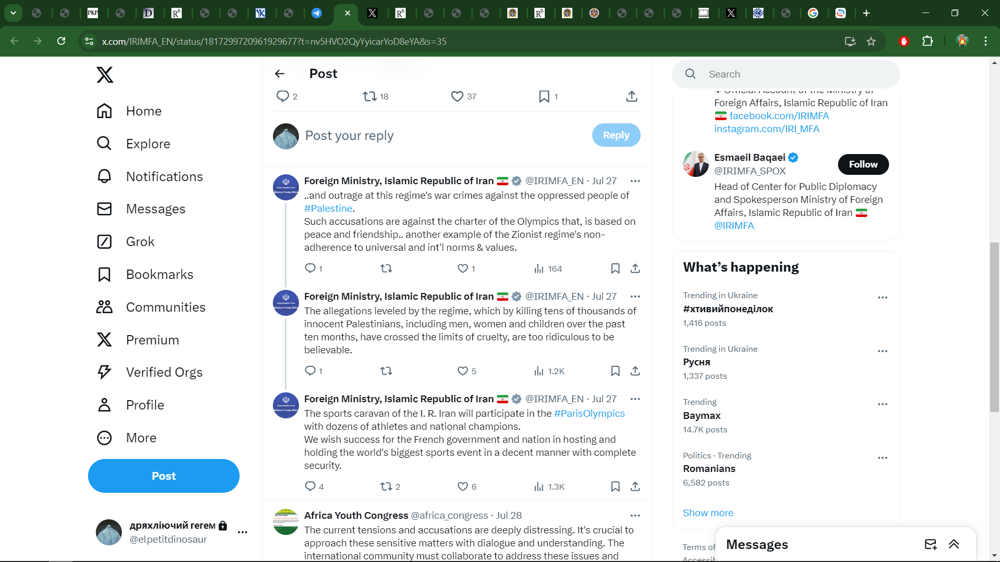 x.com/IRIMFA_EN/status/1817299720961929677?t=nv5HVO2QyYyicarYoD8eYA&s=35
Home
Explore
Notifications
Messages
Grok
Bookmarks
Communities
Premium
Verified Orgs
Profile
More
Post
дряхліючий гегем
@elpetitdinosaur
Post
2
18
37
1
Post your reply
Reply
Foreign Ministry, Islamic Republic of Iran @IRIMFA_EN · Jul 27
..and outrage at this regime's war crimes against the oppressed people of
#Palestine.
Such accusations are against the charter of the Olympics that, is based on
peace and friendship.. another example of the Zionist regime's non-
adherence to universal and int'l norms & values.
1
1
164
Foreign Ministry, Islamic Republic of Iran @IRIMFA_EN · Jul 27
The allegations leveled by the regime, which by killing tens of thousands of
innocent Palestinians, including men, women and children over the past
ten months, have crossed the limits of cruelty, are too ridiculous to be
believable.
1
5
1.2K
Foreign Ministry, Islamic Republic of Iran @IRIMFA_EN · Jul 27
The sports caravan of the I. R. Iran will participate in the #ParisOlympics
with dozens of athletes and national champions.
We wish success for the French government and nation in hosting and
holding the world's biggest sports event in a decent manner with complete
security.
4
2
6
1.3K
Africa Youth Congress @africa_congress · Jul 28
The current tensions and accusations are deeply distressing. It's crucial to
approach these sensitive matters with dialogue and understanding. The
international community must collaborate to address these issues and
Search
Official Account of the Ministry of
Foreign Affairs, Islamic Republic of Iran
facebook.com/IRIMFA
instagram.com/IRI_MFA
Esmaeil Baqaei
@IRIMFA_SPOX
Follow
Head of Center for Public Diplomacy
and Spokesperson Ministry of Foreign
Affairs, Islamic Republic of Iran
@IRIMFA
What's happening
Trending in Ukraine
#хтивийпонеділок
1,416 posts
Trending in Ukraine
Русня
1,337 posts
Trending
Baymax
14.7K posts
Politics · Trending
Romanians
6,582 posts
Show more
Terms of
Messages